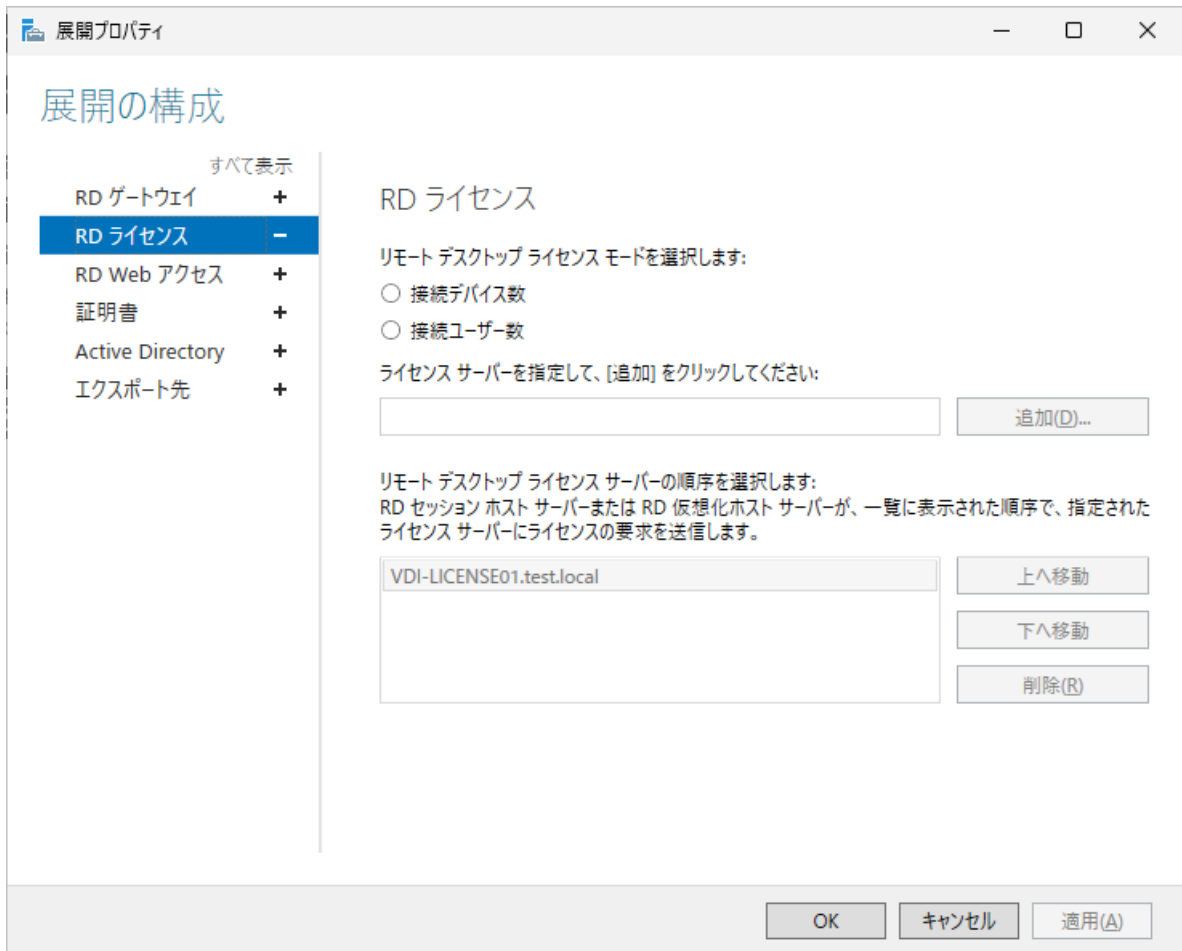 展開プロパティ
展開の構成
すべて表示
RD ゲートウェイ +
RD ライセンス −
RD Web アクセス +
証明書 +
Active Directory +
エクスポート先 +
RD ライセンス
リモート デスクトップ ライセンス モードを選択します:
接続デバイス数
接続ユーザー数
ライセンス サーバーを指定して、[追加] をクリックしてください:
追加(D)...
リモート デスクトップ ライセンス サーバーの順序を選択します:
RD セッション ホスト サーバーまたは RD 仮想化ホスト サーバーが、一覧に表示された順序で、指定された
ライセンス サーバーにライセンスの要求を送信します。
VDI-LICENSE01.test.local
上へ移動
下へ移動
削除(R)
OK
キャンセル
適用(A)